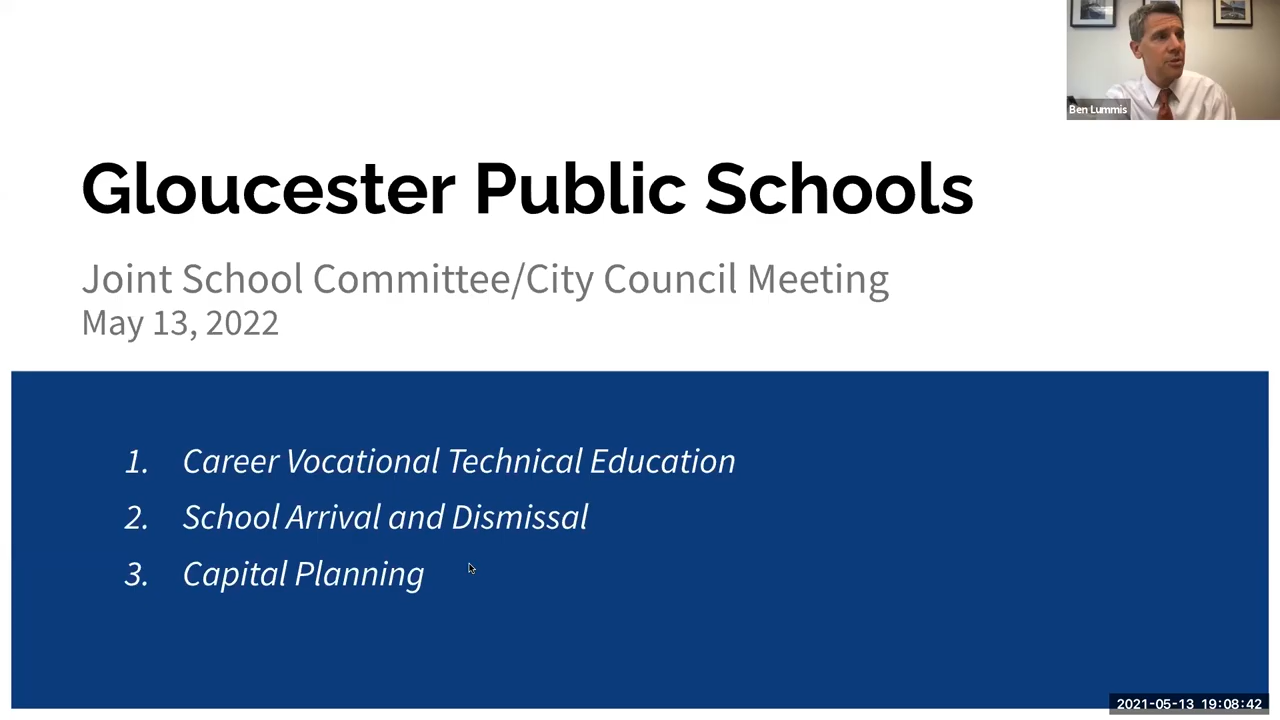 Ben Lummis
Gloucester Public Schools
Joint School Committee/City Council Meeting
May 13, 2022
1. Career Vocational Technical Education
2. School Arrival and Dismissal
3. Capital Planning
2021-05-13 19:08:42